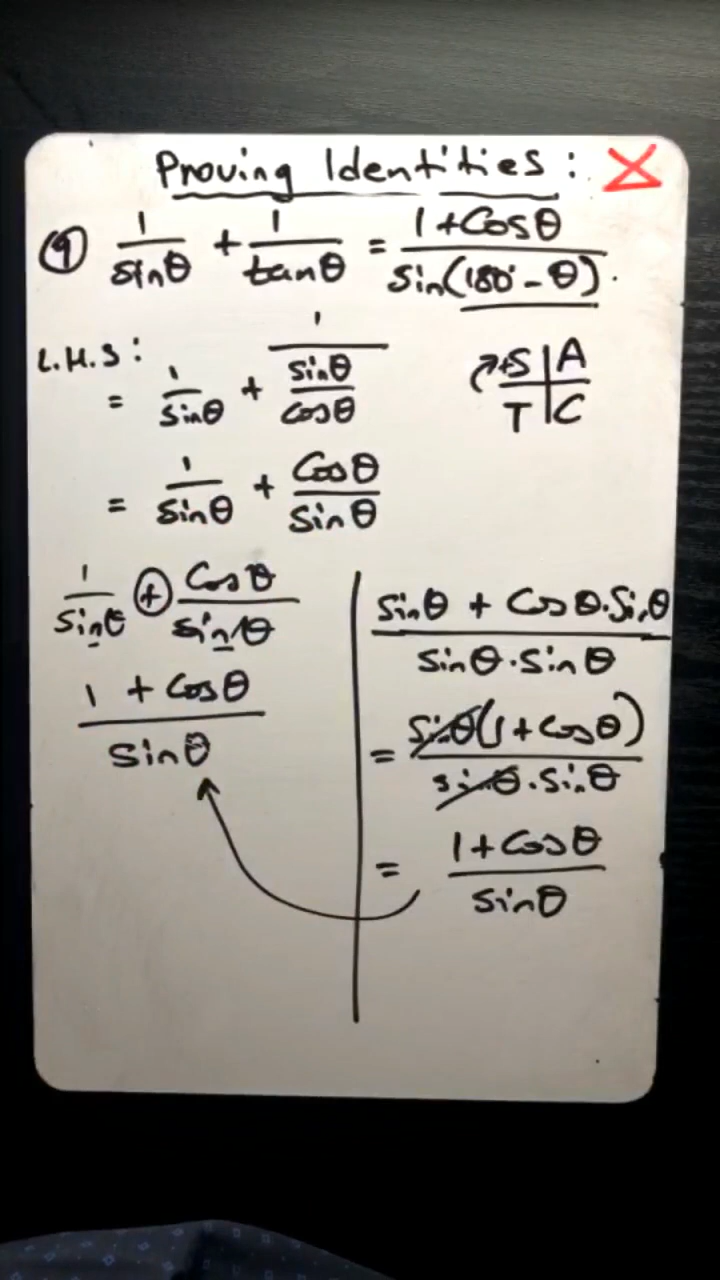 Proving Identities:
9 1/sinθ + 1/tanθ = (1+Cosθ)/(Sin(180°-θ)).
L.H.S:
= 1/sinθ + 1/(sinθ/cosθ)
+S A
T C
= 1/sinθ + Cosθ/Sinθ
1/sinθ + Cosθ/sinθ
(1 + Cosθ)/sinθ
(sinθ + Cosθ.Sinθ)/(sinθ.sinθ)
= (sinθ(1+Cosθ))/(sinθ.Sinθ)
= (1+Cosθ)/sinθ